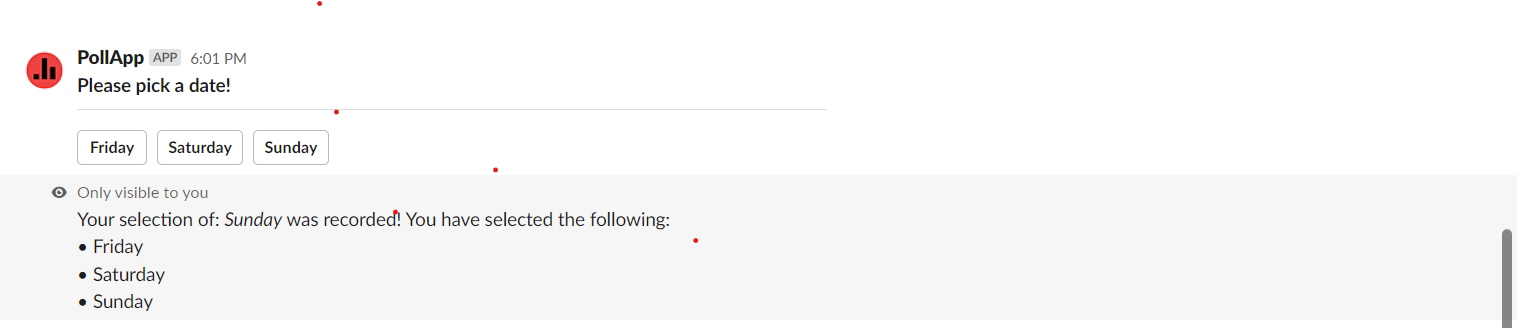 PollApp APP 6:01 PM
Please pick a date!
Friday Saturday Sunday
Only visible to you
Your selection of: Sunday was recorded! You have selected the following:
• Friday
• Saturday
• Sunday